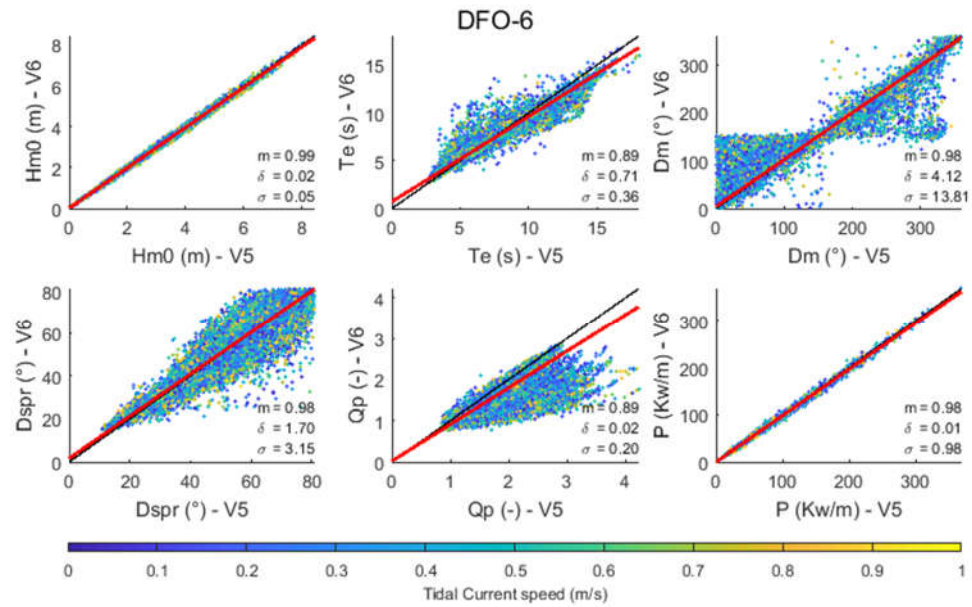 DFO-6
Hm0 (m) - V6
8
6
4
2
0
0 2 4 6 8
Hm0 (m) - V5
m = 0.99
δ = 0.02
σ = 0.05
Te (s) - V6
15
10
5
0
0 5 10 15
Te (s) - V5
m = 0.89
δ = 0.71
σ = 0.36
Dm (°) - V6
300
200
100
0
0 100 200 300
Dm (°) - V5
m = 0.98
δ = 4.12
σ = 13.81
Dspr (°) - V6
80
60
40
20
0
0 20 40 60 80
Dspr (°) - V5
m = 0.98
δ = 1.70
σ = 3.15
Qp (-) - V6
4
3
2
1
0
0 1 2 3 4
Qp (-) - V5
m = 0.89
δ = 0.02
σ = 0.20
P (Kw/m) - V6
300
200
100
0
0 100 200 300
P (Kw/m) - V5
m = 0.98
δ = 0.01
σ = 0.98
0 0.1 0.2 0.3 0.4 0.5 0.6 0.7 0.8 0.9 1
Tidal Current speed (m/s)